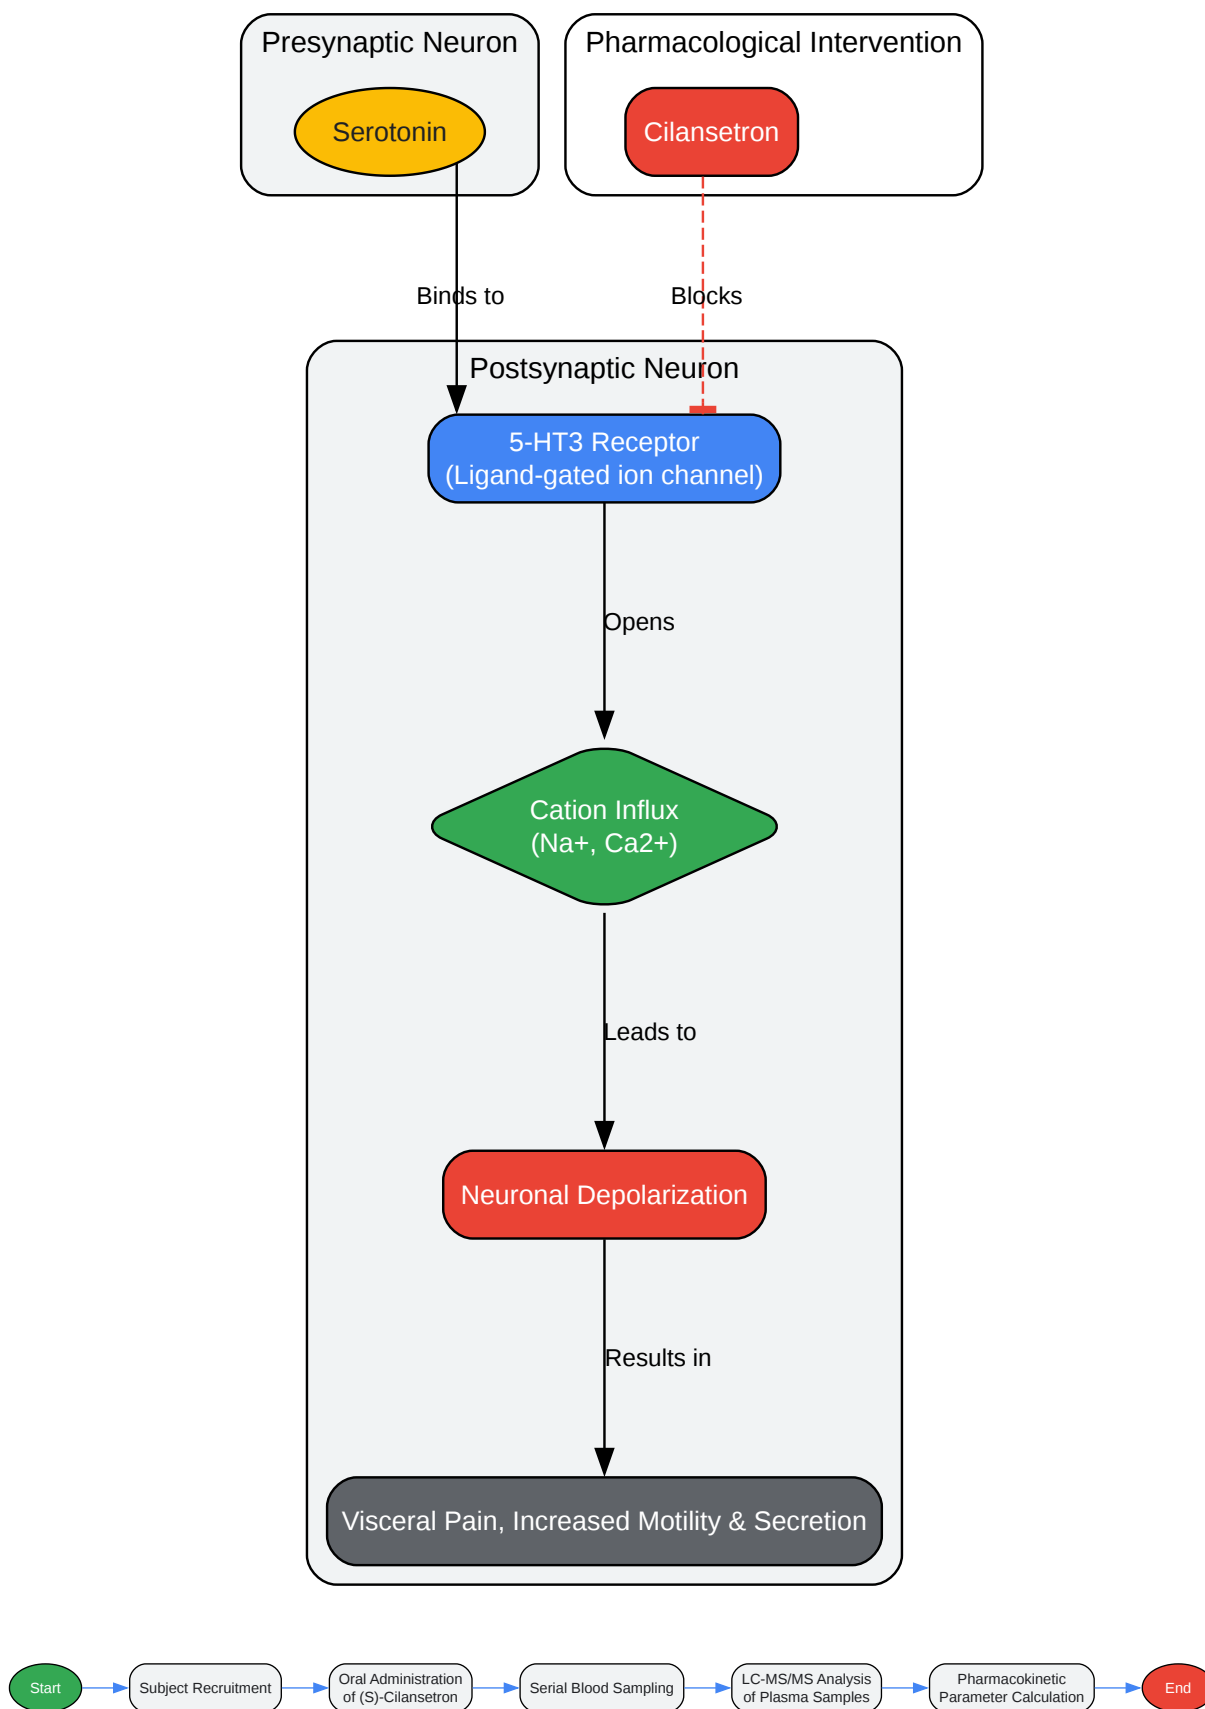 Presynaptic Neuron
Pharmacological Intervention
Serotonin
Cilansetron
Binds to
Blocks
Postsynaptic Neuron
5-HT3 Receptor
(Ligand-gated ion channel)
Opens
Cation Influx
(Na+, Ca2+)
Leads to
Neuronal Depolarization
Results in
Visceral Pain, Increased Motility & Secretion
Start
Subject Recruitment
Oral Administration
of (S)-Cilansetron
Serial Blood Sampling
LC-MS/MS Analysis
of Plasma Samples
Pharmacokinetic
Parameter Calculation
End